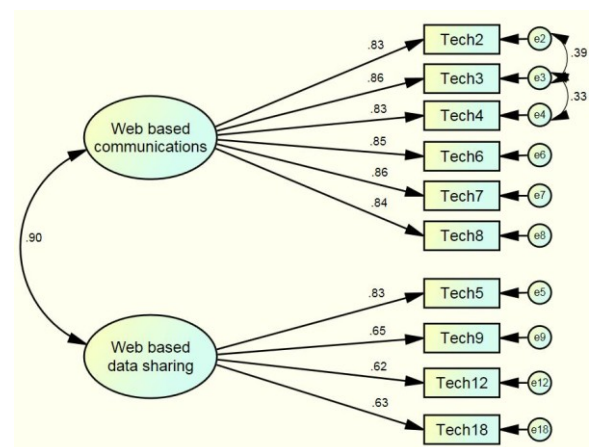 .83
Tech2
e2
.39
.86
Tech3
e3
.33
.83
Tech4
e4
Web based
communications
.85
Tech6
e6
.86
Tech7
e7
.84
Tech8
e8
.90
.83
Tech5
e5
.65
Tech9
e9
Web based
data sharing
.62
Tech12
e12
.63
Tech18
e18